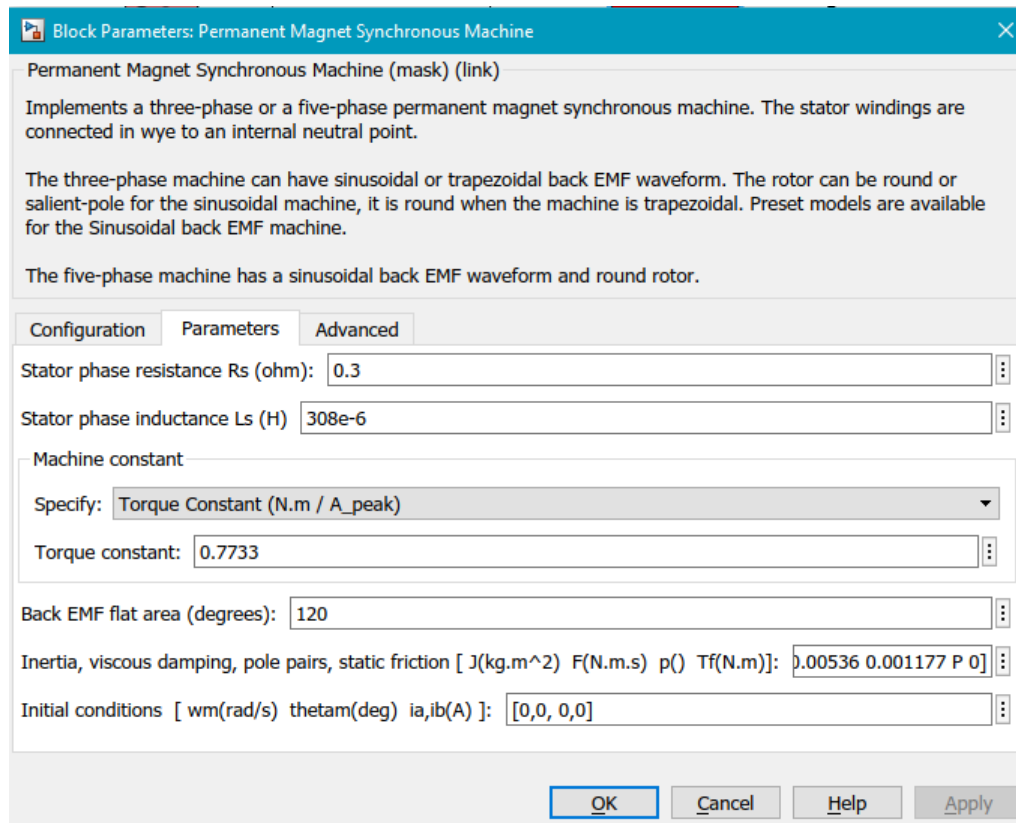 Block Parameters: Permanent Magnet Synchronous Machine
Permanent Magnet Synchronous Machine (mask) (link)
Implements a three-phase or a five-phase permanent magnet synchronous machine. The stator windings are
connected in wye to an internal neutral point.
The three-phase machine can have sinusoidal or trapezoidal back EMF waveform. The rotor can be round or
salient-pole for the sinusoidal machine, it is round when the machine is trapezoidal. Preset models are available
for the Sinusoidal back EMF machine.
The five-phase machine has a sinusoidal back EMF waveform and round rotor.
Configuration Parameters Advanced
Stator phase resistance Rs (ohm): 0.3
Stator phase inductance Ls (H) 308e-6
Machine constant
Specify: Torque Constant (N.m / A_peak)
Torque constant: 0.7733
Back EMF flat area (degrees): 120
Inertia, viscous damping, pole pairs, static friction [ J(kg.m^2) F(N.m.s) p() Tf(N.m)]: 0.00536 0.001177 P 0]
Initial conditions [ wm(rad/s) thetam(deg) ia,ib(A) ]: [0,0, 0,0]
OK Cancel Help Apply